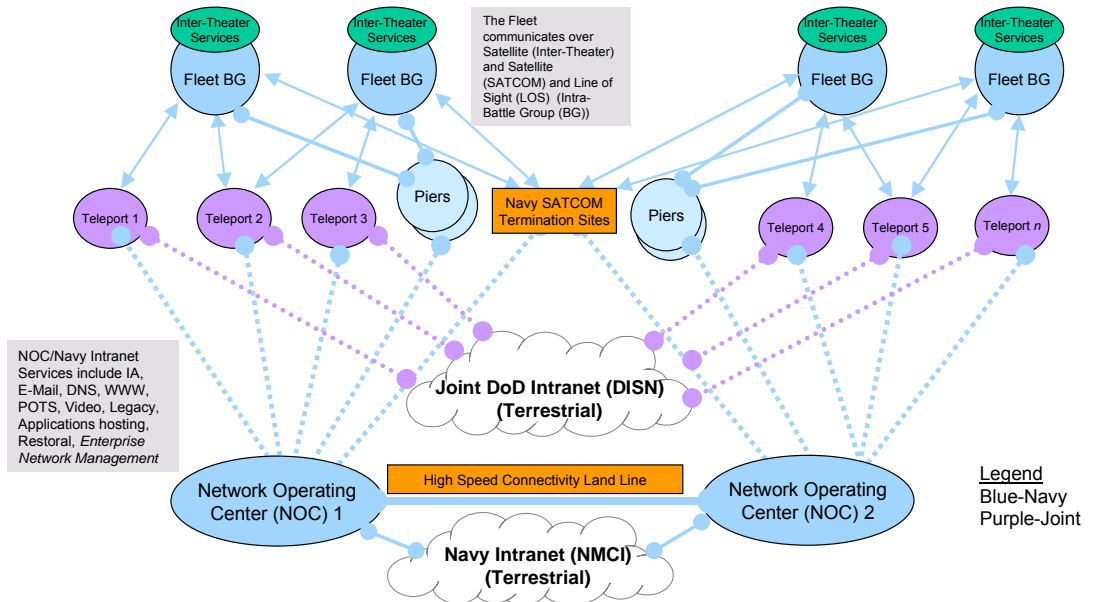 Inter-Theater
Services
Inter-Theater
Services
Inter-Theater
Services
Inter-Theater
Services
Fleet BG
Fleet BG
Fleet BG
Fleet BG
The Fleet
communicates over
Satellite (Inter-Theater)
and Satellite
(SATCOM) and Line of
Sight (LOS)  (Intra-
Battle Group (BG))
Teleport 1
Teleport 2
Teleport 3
Piers
Navy SATCOM
Termination Sites
Piers
Teleport 4
Teleport 5
Teleport n
NOC/Navy Intranet
Services include IA,
E-Mail, DNS, WWW,
POTS, Video, Legacy,
Applications hosting,
Restoral, Enterprise
Network Management
Joint DoD Intranet (DISN)
(Terrestrial)
Network Operating
Center (NOC) 1
High Speed Connectivity Land Line
Network Operating
Center (NOC) 2
Legend
Blue-Navy
Purple-Joint
Navy Intranet (NMCI)
(Terrestrial)